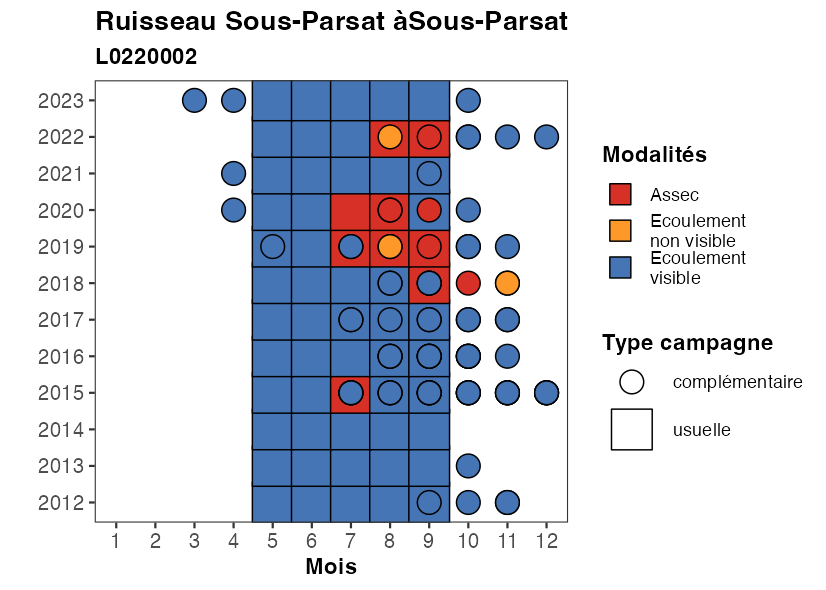 Ruisseau Sous-Parsat àSous-Parsat
L0220002
2023
2022
2021
2020
2019
2018
2017
2016
2015
2014
2013
2012
1 2 3 4 5 6 7 8 9 10 11 12
Mois
Modalités
Assec
Ecoulement
non visible
Ecoulement
visible
Type campagne
complémentaire
usuelle